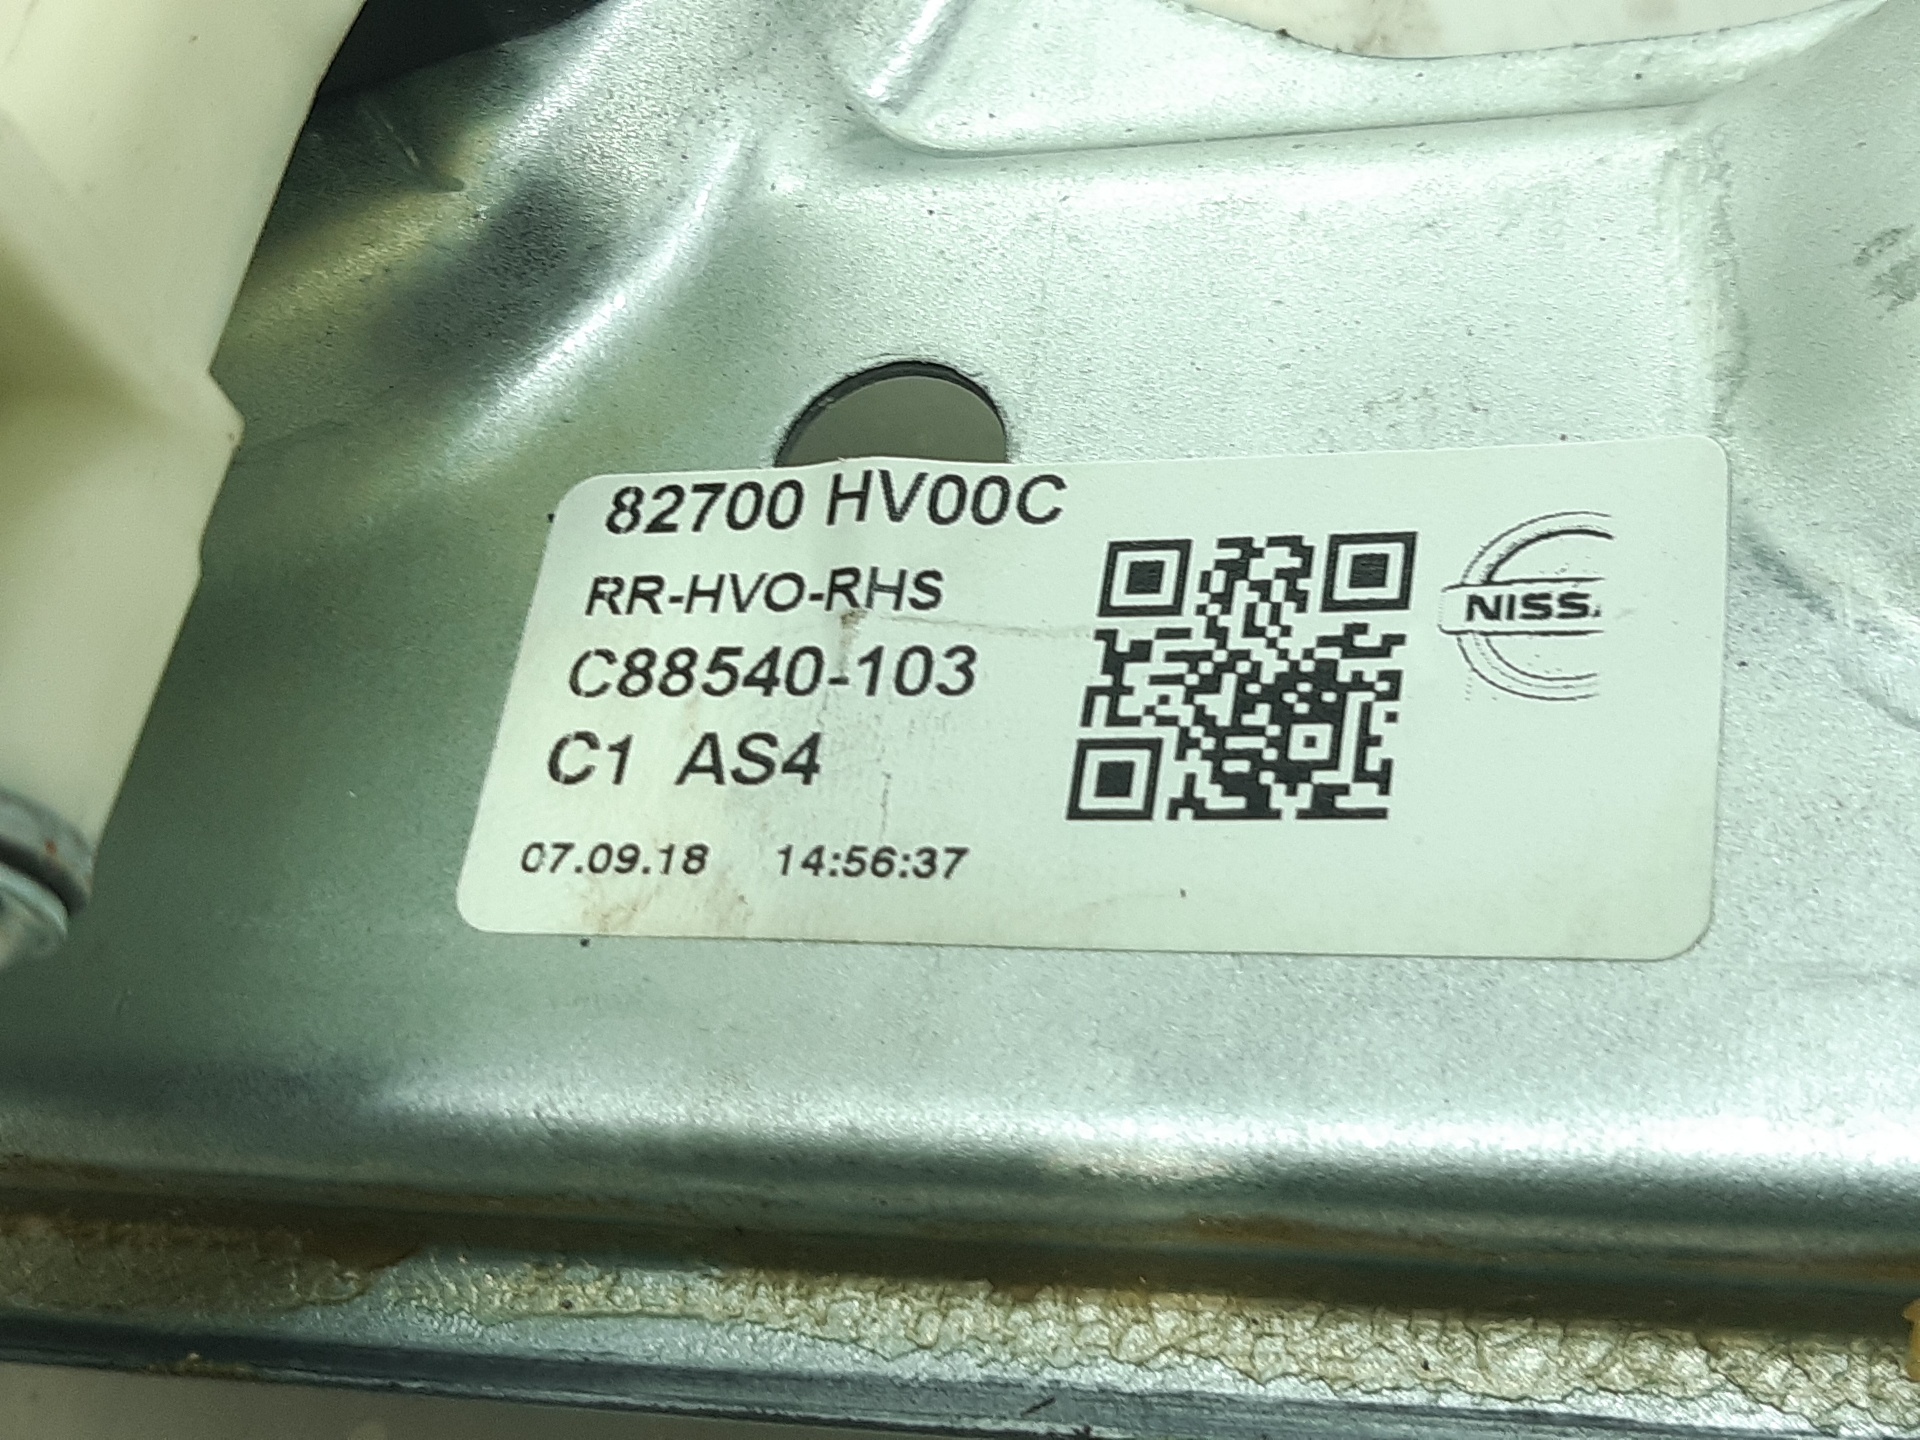 82700 HV00C
RR-HVO-RHS
C88540-103
C1 AS4
07.09.18 14:56:37
NISS